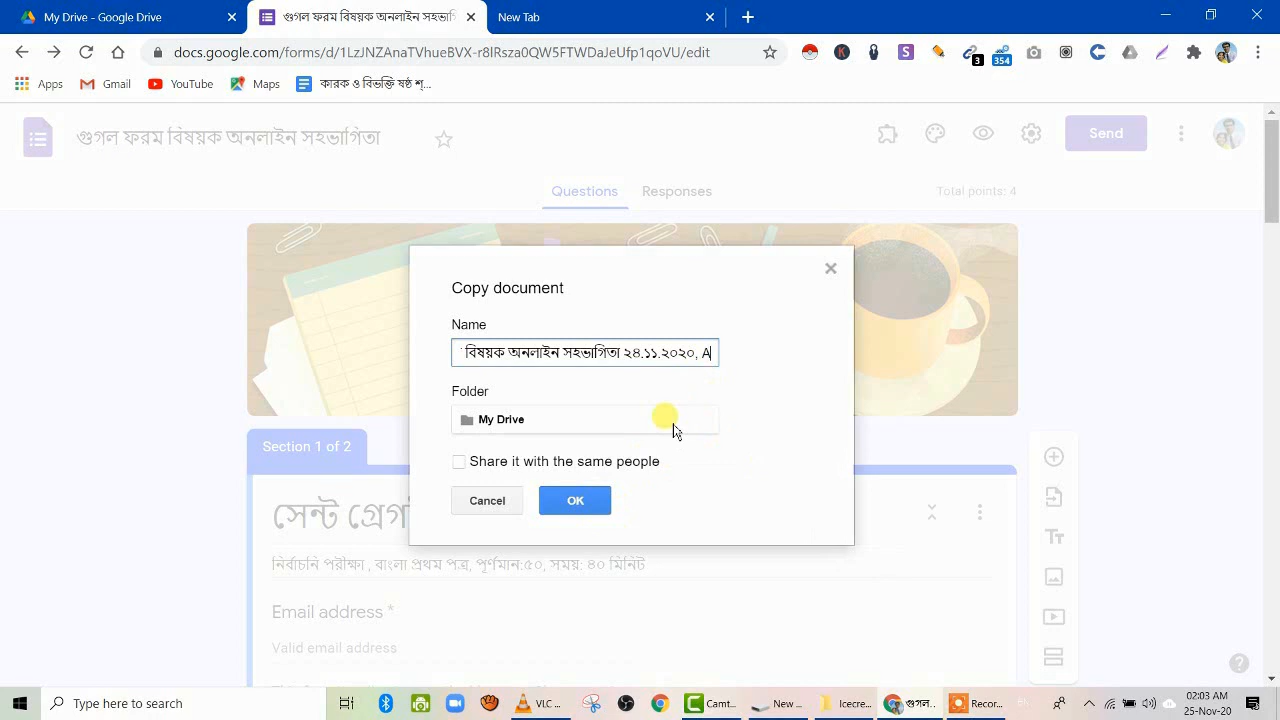 My Drive - Google Drive
গুগল ফরম বিষয়ক অনলাইন সহভাগি
New Tab
docs.google.com/forms/d/1LzJNZAnaTVhueBVX-r8lRsza0QW5FTWDaJeUfp1qoVU/edit
3
354
Apps
Gmail
YouTube
Maps
কারক ও বিভক্তি ষষ্ঠ শ্...
গুগল ফরম বিষয়ক অনলাইন সহভাগিতা
Send
Questions
Responses
Total points: 4
Copy document
Name
বিষয়ক অনলাইন সহভাগিতা ২৪.১১.২০২০, A
Folder
My Drive
Share it with the same people
Cancel
OK
Section 1 of 2
সেন্ট গ্রেগ
নির্বাচনি পরীক্ষা , বাংলা প্রথম পত্র, পূর্ণমান:৫০, সময়: ৪০ মিনিট
Email address *
Valid email address
Type here to search
VL
Camt...
New ...
Icecre...
গুগল...
Recor...
02:03 AM
25-Nov-20